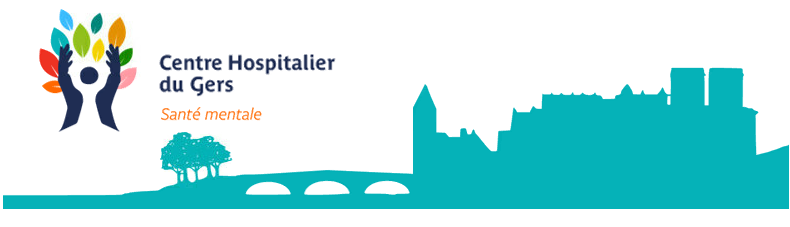 Centre Hospitalier
du Gers
Santé mentale